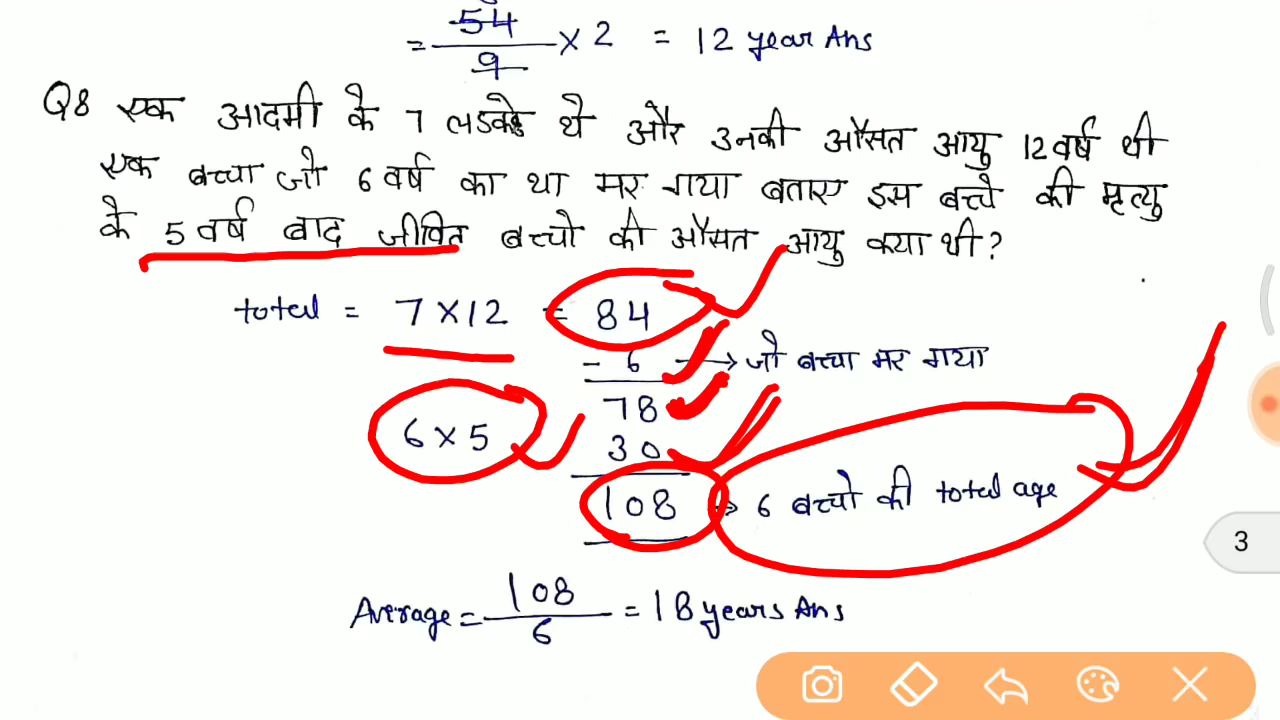 = 54/9 × 2 = 12 year Ans
Q8 एक आदमी के 7 लडके थे और उनकी औसत आयु 12 वर्ष थी
एक बच्चा जो 6 वर्ष का था मर गया बताए इस बच्चे की मृत्यु
के 5 वर्ष बाद जीवित बच्चो की औसत आयु क्या थी?
total = 7 × 12 = 84
- 6 → जो बच्चा मर गया
78
6 × 5 30
108 → 6 बच्चो की total age
Average = 108/6 = 18 years Ans
3